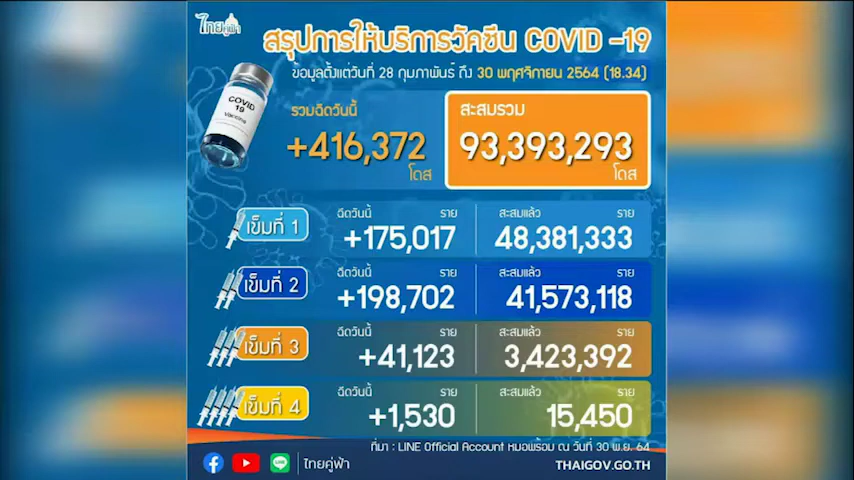 ไทยคู่ฟ้า
สรุปการให้บริการวัคซีน COVID -19
ข้อมูลตั้งแต่วันที่ 28 กุมภาพันธ์ ถึง 30 พฤศจิกายน 2564 (18.34)
COVID
19
รวมฉีดวันนี้
+416,372
โดส
สะสมรวม
93,393,293
โดส
เข็มที่ 1
ฉีดวันนี้ ราย
+175,017
สะสมแล้ว ราย
48,381,333
เข็มที่ 2
ฉีดวันนี้ ราย
+198,702
สะสมแล้ว ราย
41,573,118
เข็มที่ 3
ฉีดวันนี้ ราย
+41,123
สะสมแล้ว ราย
3,423,392
เข็มที่ 4
ฉีดวันนี้ ราย
+1,530
สะสมแล้ว ราย
15,450
ที่มา : LINE Official Account หมอพร้อม ณ วันที่ 30 พ.ย. 64
LINE
ไทยคู่ฟ้า
THAIGOV.GO.TH